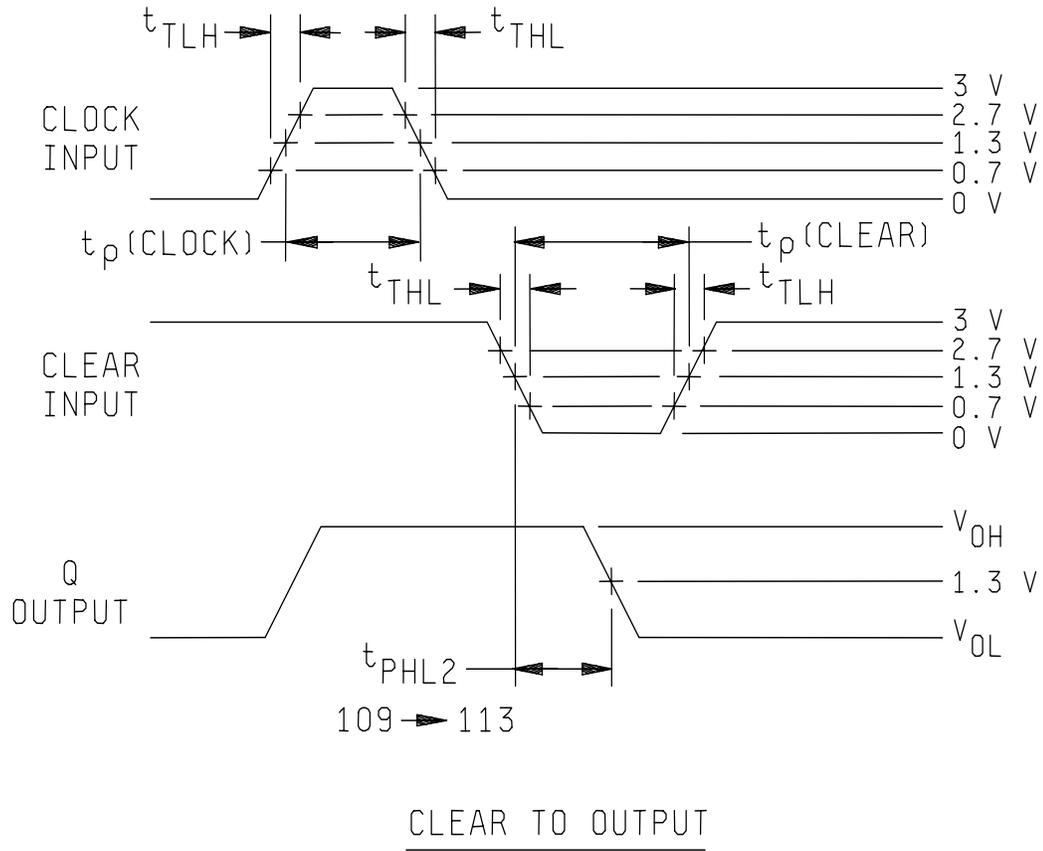 tTLH tTHL
3 V
2.7 V
1.3 V
0.7 V
0 V
CLOCK
INPUT
tp(CLOCK) tp(CLEAR)
tTHL tTLH
3 V
2.7 V
1.3 V
0.7 V
0 V
CLEAR
INPUT
VOH
1.3 V
VOL
Q
OUTPUT
tPHL2
109 113
CLEAR TO OUTPUT